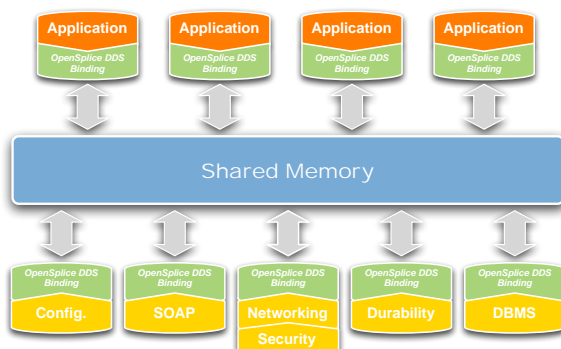 Application Application Application Application
OpenSplice DDS OpenSplice DDS OpenSplice DDS OpenSplice DDS
Binding Binding Binding Binding
Shared Memory
OpenSplice DDS OpenSplice DDS OpenSplice DDS OpenSplice DDS OpenSplice DDS
Binding Binding Binding Binding Binding
Config. SOAP Networking Durability DBMS
Security